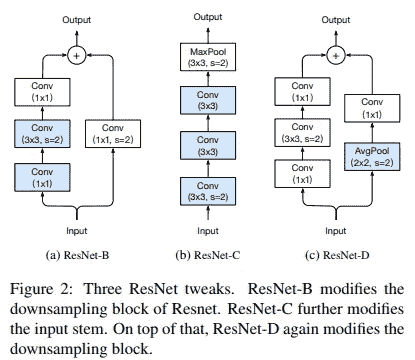 Output
+
Conv
(1x1)
Conv
(3x3, s=2)
Conv
(1x1, s=2)
Conv
(1x1)
Input
(a) ResNet-B
Output
MaxPool
(3x3, s=2)
Conv
(3x3)
Conv
(3x3)
Conv
(3x3, s=2)
Input
(b) ResNet-C
Output
+
Conv
(1x1)
Conv
(3x3, s=2)
Conv
(1x1)
Conv
(1x1)
AvgPool
(2x2, s=2)
Input
(c) ResNet-D
Figure 2: Three ResNet tweaks. ResNet-B modifies the
downsampling block of Resnet. ResNet-C further modifies
the input stem. On top of that, ResNet-D again modifies the
downsampling block.